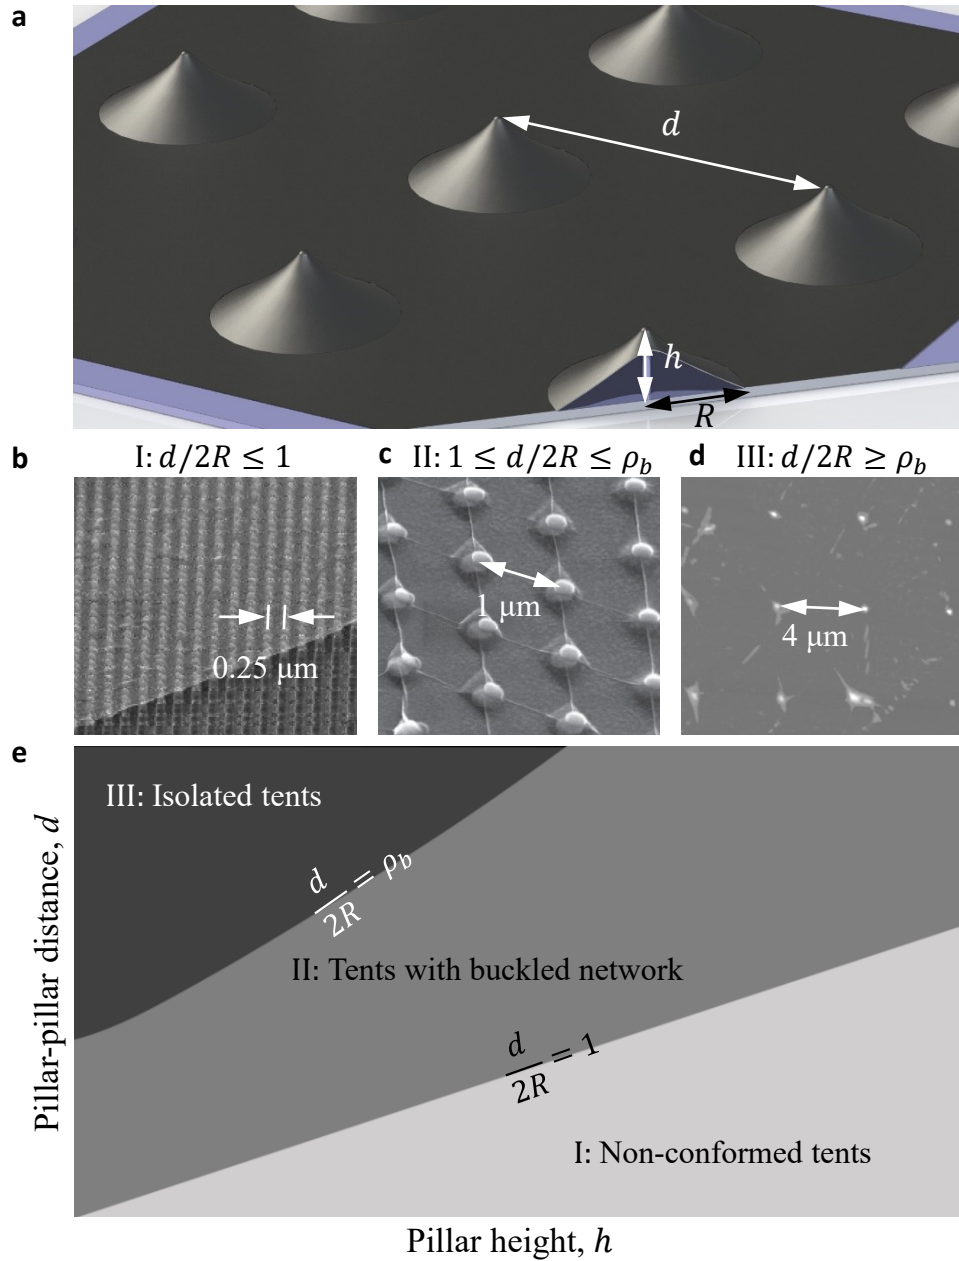 a
d
h
R
b I: d/2R ≤ 1
c II: 1 ≤ d/2R ≤ ρ_b
d III: d/2R ≥ ρ_b
0.25 μm
1 μm
4 μm
e
III: Isolated tents
d/2R = ρ_b
II: Tents with buckled network
d/2R = 1
I: Non-conformed tents
Pillar-pillar distance, d
Pillar height, h